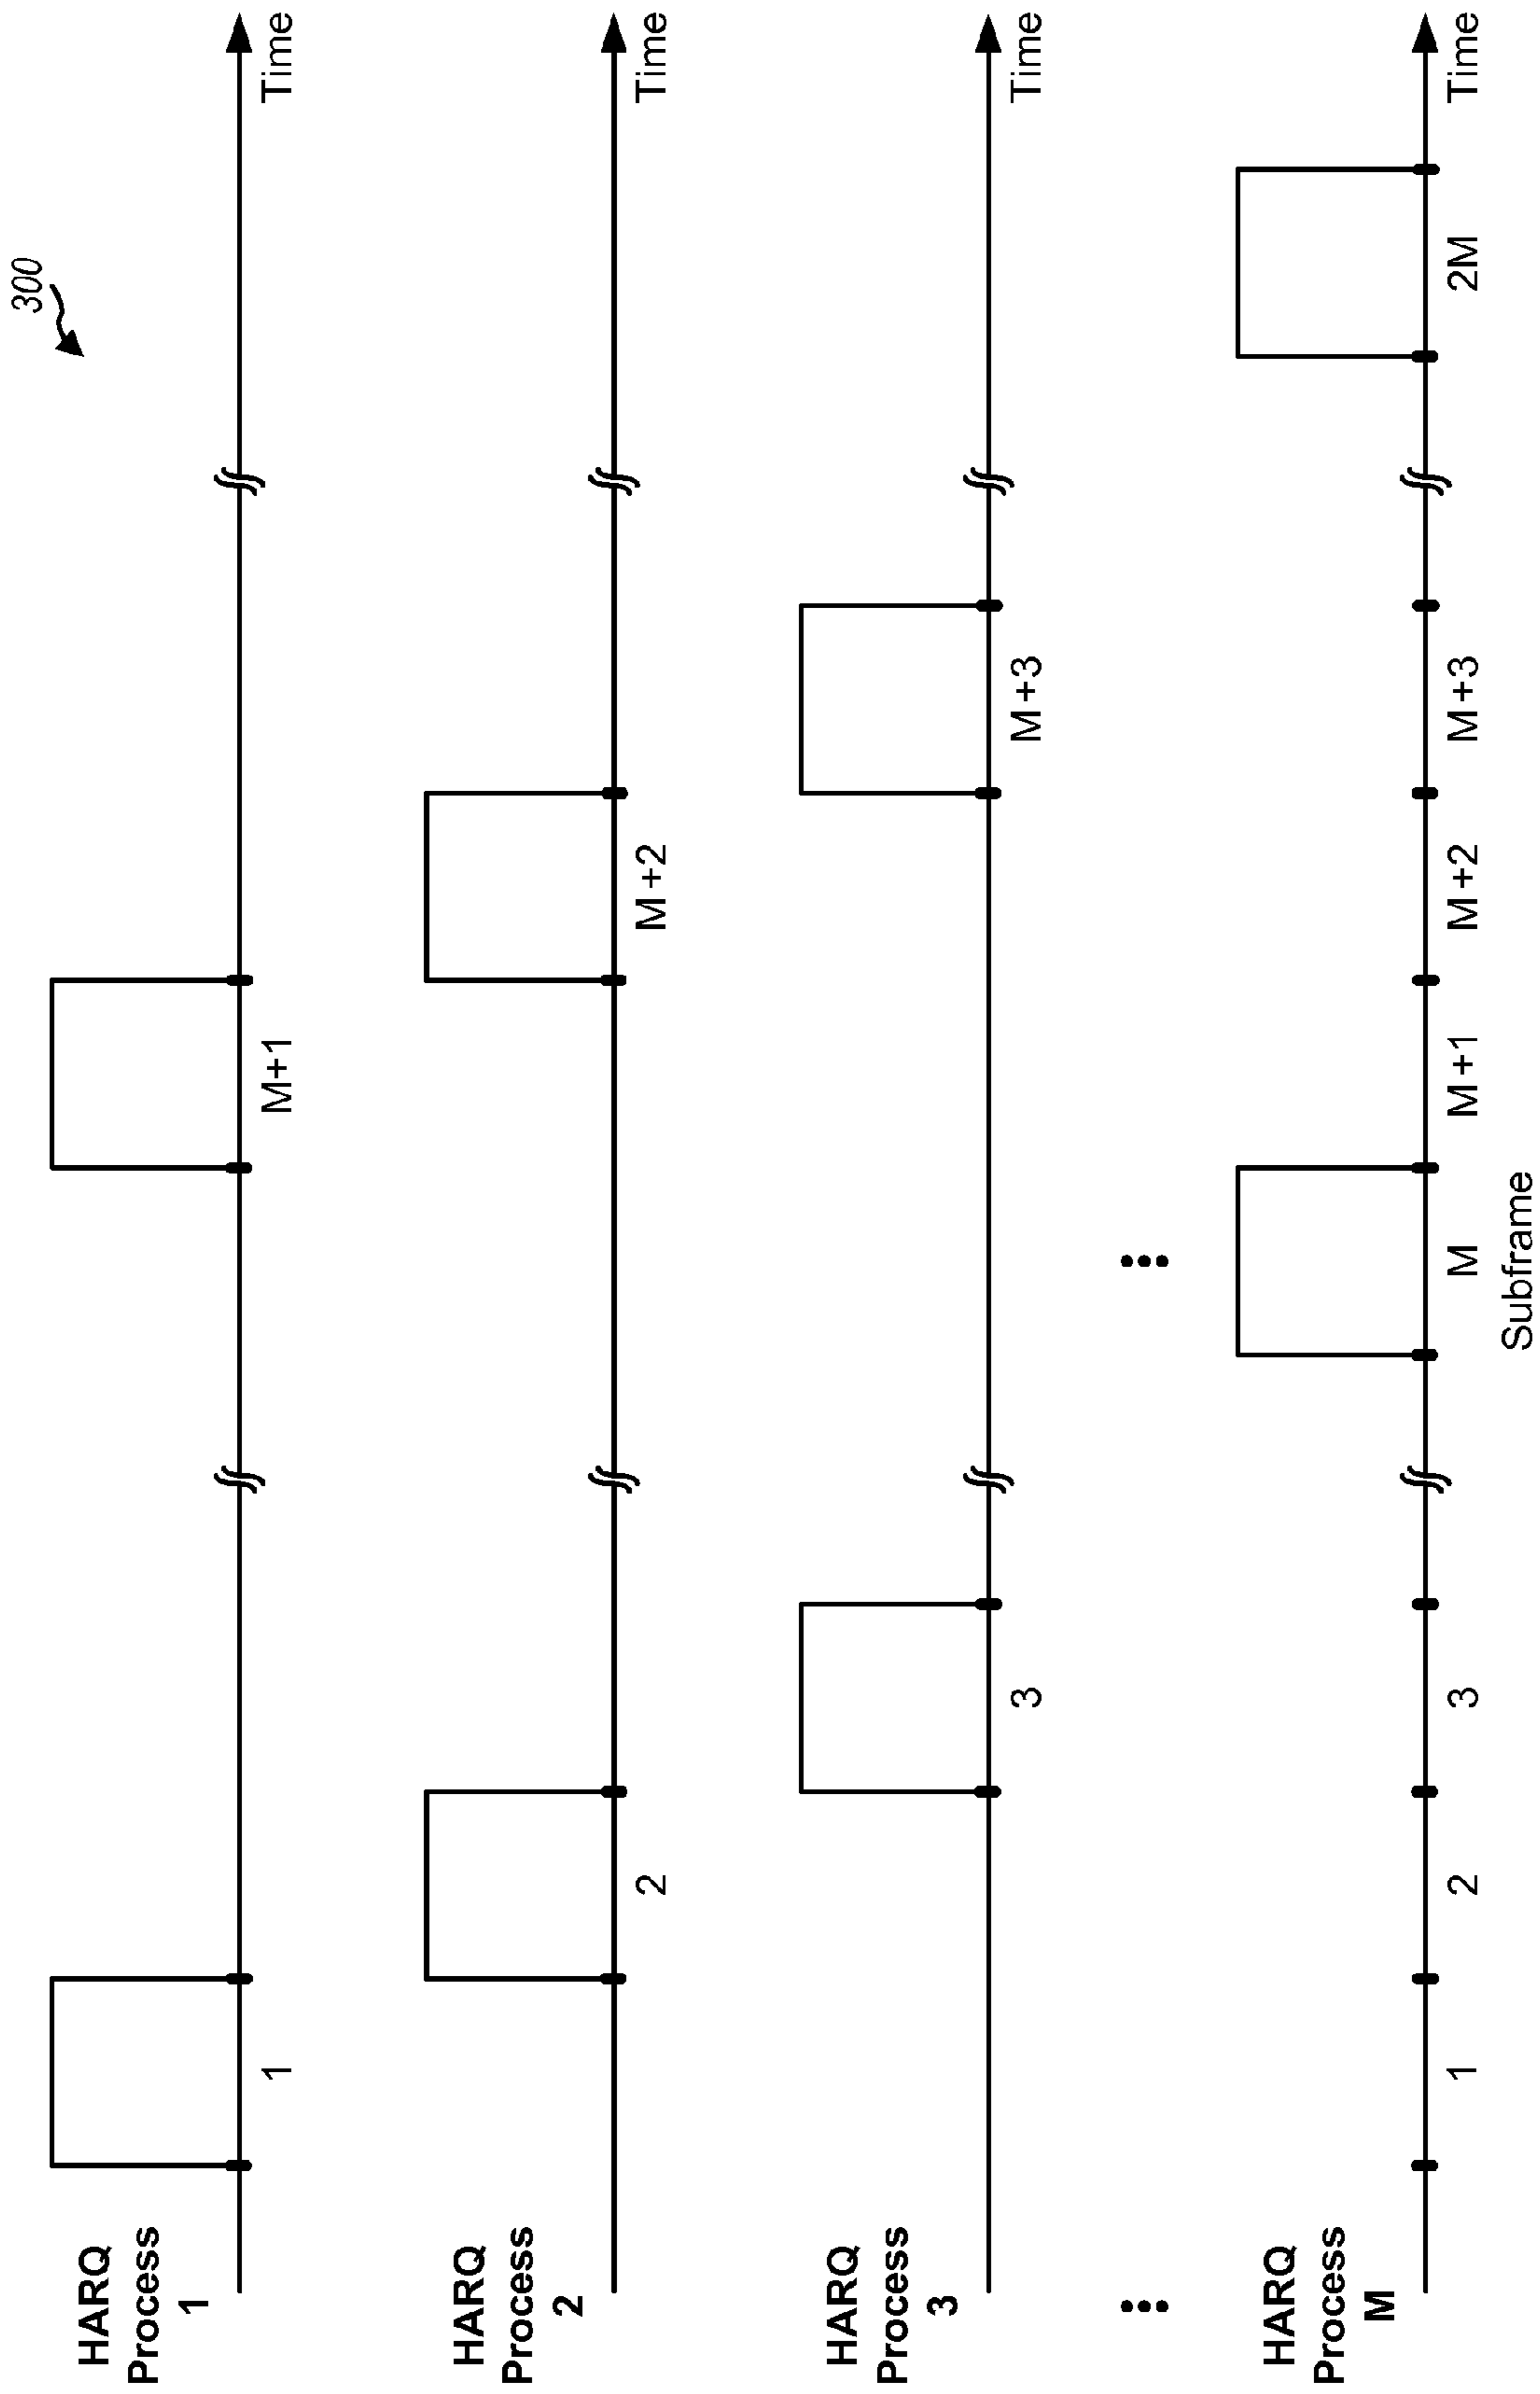 300
HARQ
Process
1
1
M+1
Time
HARQ
Process
2
2
M+2
Time
HARQ
Process
3
3
M+3
Time
HARQ
Process
M
1
2
3
M
M+1
M+2
M+3
2M
Time
Subframe